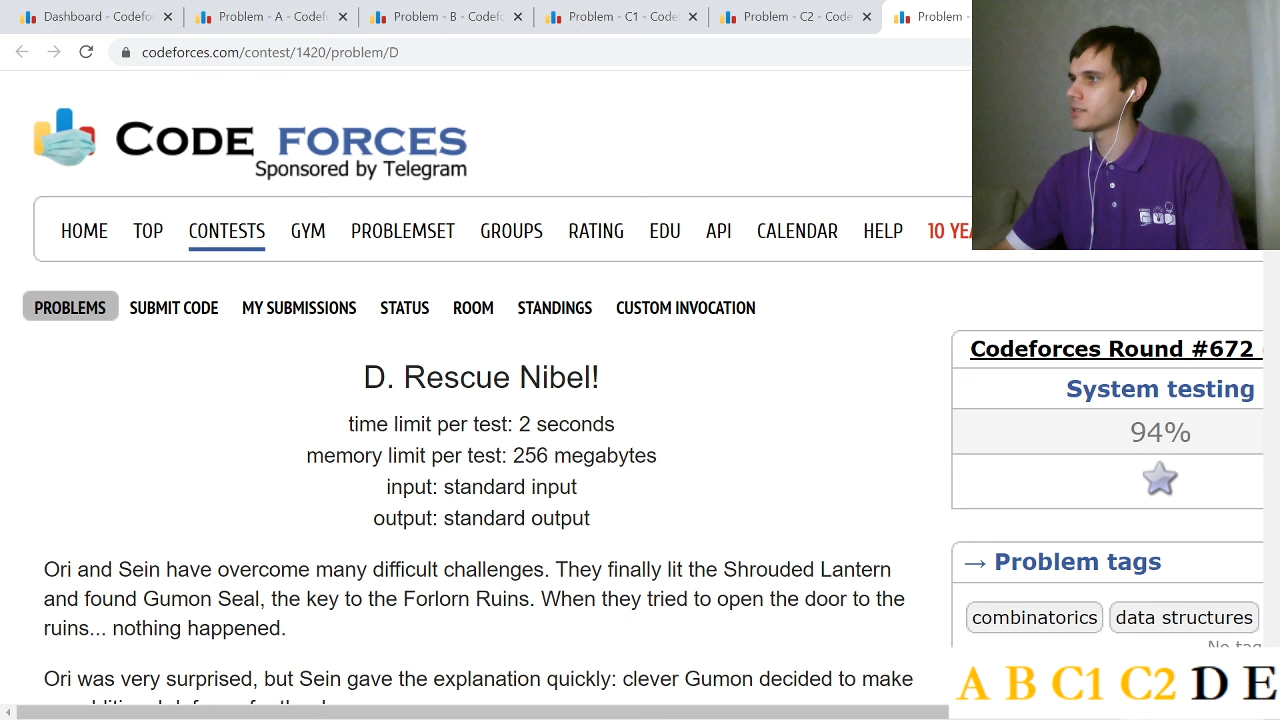 Dashboard - Codefo
Problem - A - Codef
Problem - B - Codef
Problem - C1 - Code
Problem - C2 - Code
Problem -
codeforces.com/contest/1420/problem/D
CODE FORCES
Sponsored by Telegram
HOME TOP CONTESTS GYM PROBLEMSET GROUPS RATING EDU API CALENDAR HELP 10 YEA
PROBLEMS SUBMIT CODE MY SUBMISSIONS STATUS ROOM STANDINGS CUSTOM INVOCATION
D. Rescue Nibel!
time limit per test: 2 seconds
memory limit per test: 256 megabytes
input: standard input
output: standard output
Ori and Sein have overcome many difficult challenges. They finally lit the Shrouded Lantern
and found Gumon Seal, the key to the Forlorn Ruins. When they tried to open the door to the
ruins... nothing happened.
Ori was very surprised, but Sein gave the explanation quickly: clever Gumon decided to make
Codeforces Round #672
System testing
94%
→ Problem tags
combinatorics data structures
No tag
A B C1 C2 D E